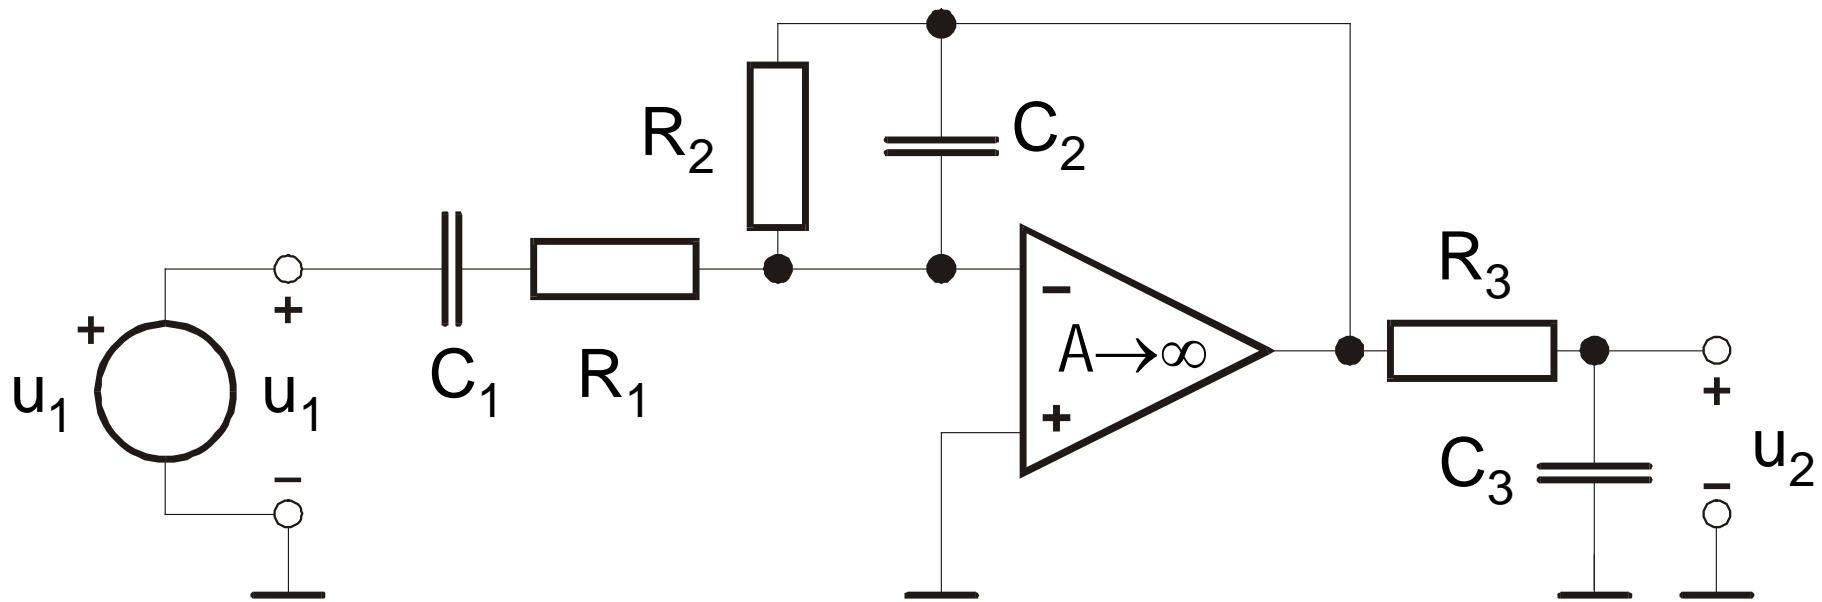 R₂
C₂
C₁
R₁
+
u₁
+
u₁
−
−
A→∞
+
R₃
C₃
+
u₂
−